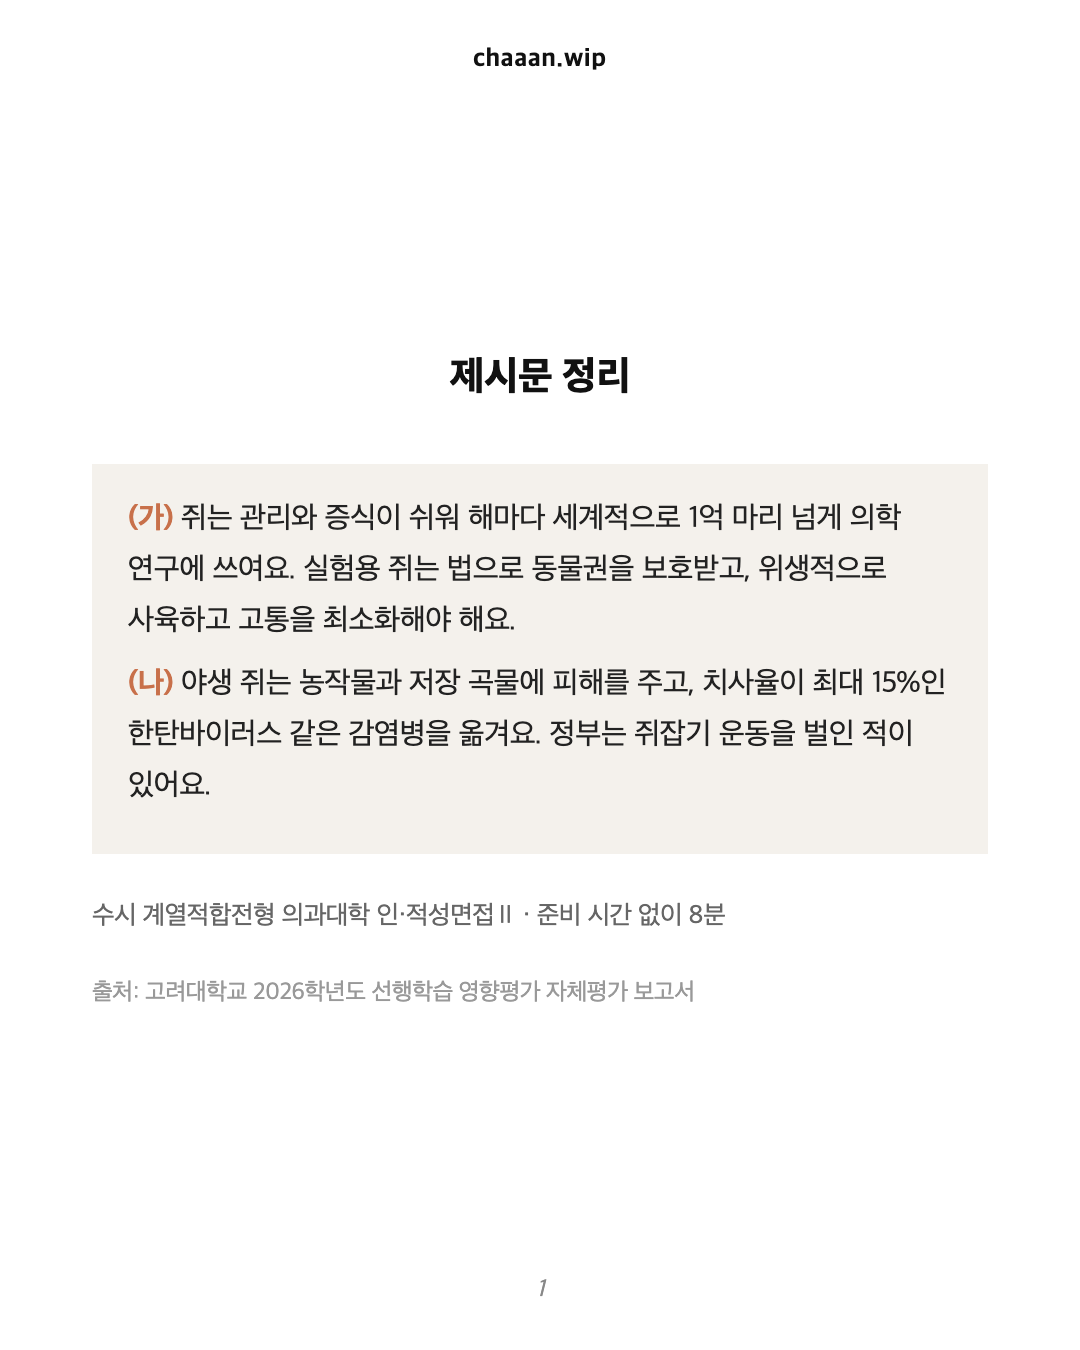 chaaan.wip
제시문 정리
(가) 쥐는 관리와 증식이 쉬워 해마다 세계적으로 1억 마리 넘게 의학
연구에 쓰여요. 실험용 쥐는 법으로 동물권을 보호받고, 위생적으로
사육하고 고통을 최소화해야 해요.
(나) 야생 쥐는 농작물과 저장 곡물에 피해를 주고, 치사율이 최대 15%인
한탄바이러스 같은 감염병을 옮겨요. 정부는 쥐잡기 운동을 벌인 적이
있어요.
수시 계열적합전형 의과대학 인·적성면접Ⅱ · 준비 시간 없이 8분
출처: 고려대학교 2026학년도 선행학습 영향평가 자체평가 보고서
1